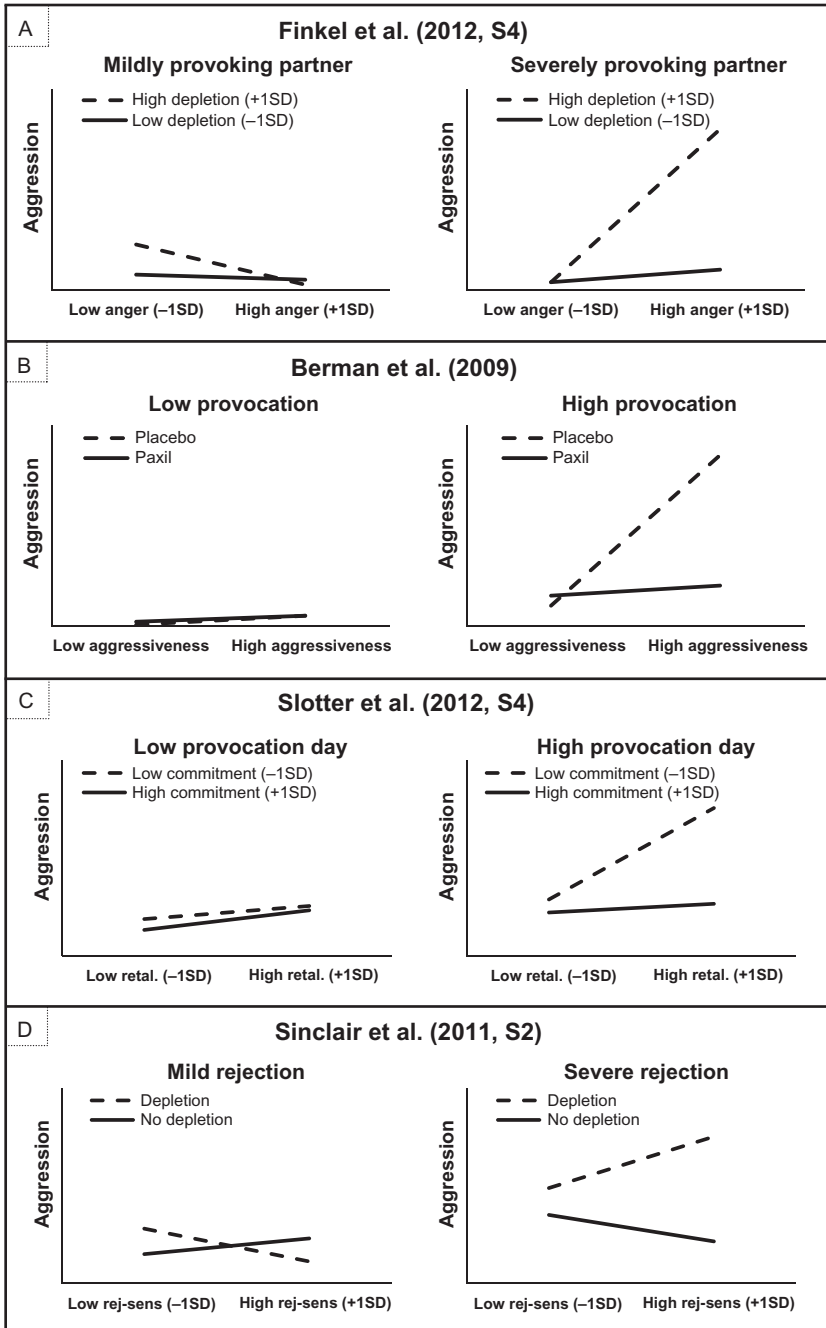 A
Finkel et al. (2012, S4)
Mildly provoking partner
High depletion (+1SD)
Low depletion (–1SD)
Aggression
Low anger (–1SD) High anger (+1SD)
Severely provoking partner
High depletion (+1SD)
Low depletion (–1SD)
Aggression
Low anger (–1SD) High anger (+1SD)
B
Berman et al. (2009)
Low provocation
Placebo
Paxil
Aggression
Low aggressiveness High aggressiveness
High provocation
Placebo
Paxil
Aggression
Low aggressiveness High aggressiveness
C
Slotter et al. (2012, S4)
Low provocation day
Low commitment (–1SD)
High commitment (+1SD)
Aggression
Low retal. (–1SD) High retal. (+1SD)
High provocation day
Low commitment (–1SD)
High commitment (+1SD)
Aggression
Low retal. (–1SD) High retal. (+1SD)
D
Sinclair et al. (2011, S2)
Mild rejection
Depletion
No depletion
Aggression
Low rej-sens (–1SD) High rej-sens (+1SD)
Severe rejection
Depletion
No depletion
Aggression
Low rej-sens (–1SD) High rej-sens (+1SD)